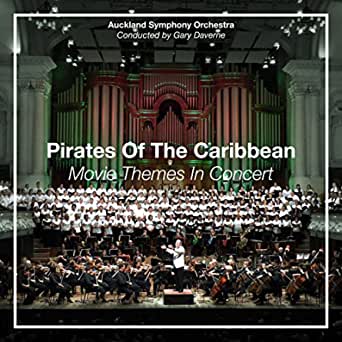 Auckland Symphony Orchestra
Conducted by Gary Daverne
Pirates Of The Caribbean
Movie Themes In Concert